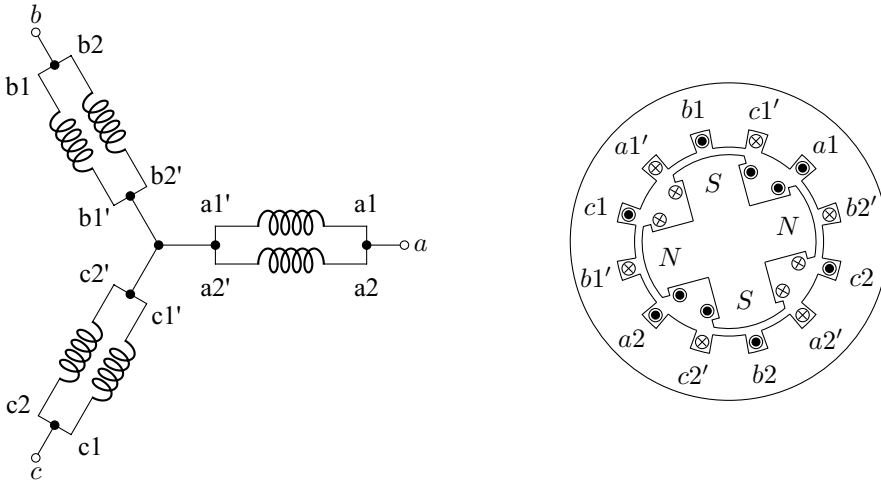 b
b2
b1
b2'
b1'
a1'
a1
a
a2'
a2
c2'
c1'
c2
c1
c
b1
c1′
a1′
a1
S
c1
b2′
N
N
b1′
c2
S
a2
a2′
c2′
b2